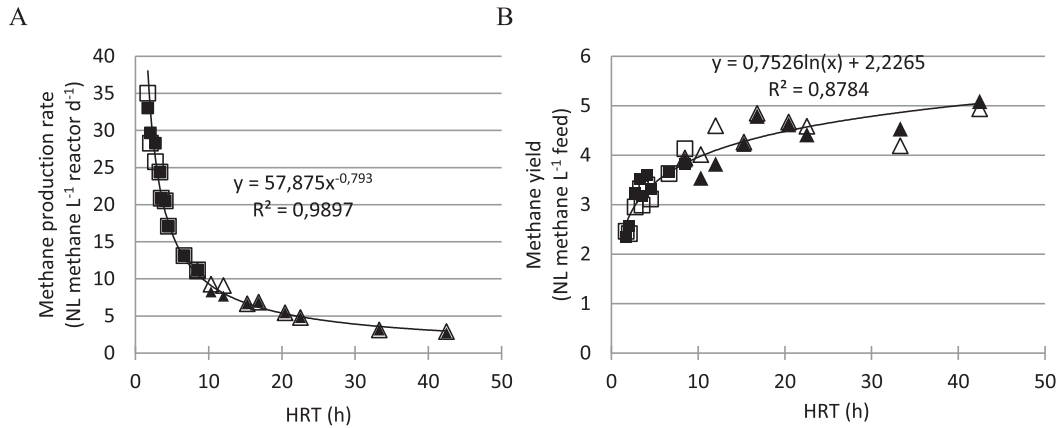 A
Methane production rate
(NL methane L⁻¹ reactor d⁻¹)
40
35
30
25
20
15
10
5
0
y = 57,875x⁻⁰,⁷⁹³
R² = 0,9897
0 10 20 30 40 50
HRT (h)
B
Methane yield
(NL methane L⁻¹ feed)
6
5
4
3
2
1
0
y = 0,7526ln(x) + 2,2265
R² = 0,8784
0 10 20 30 40 50
HRT (h)